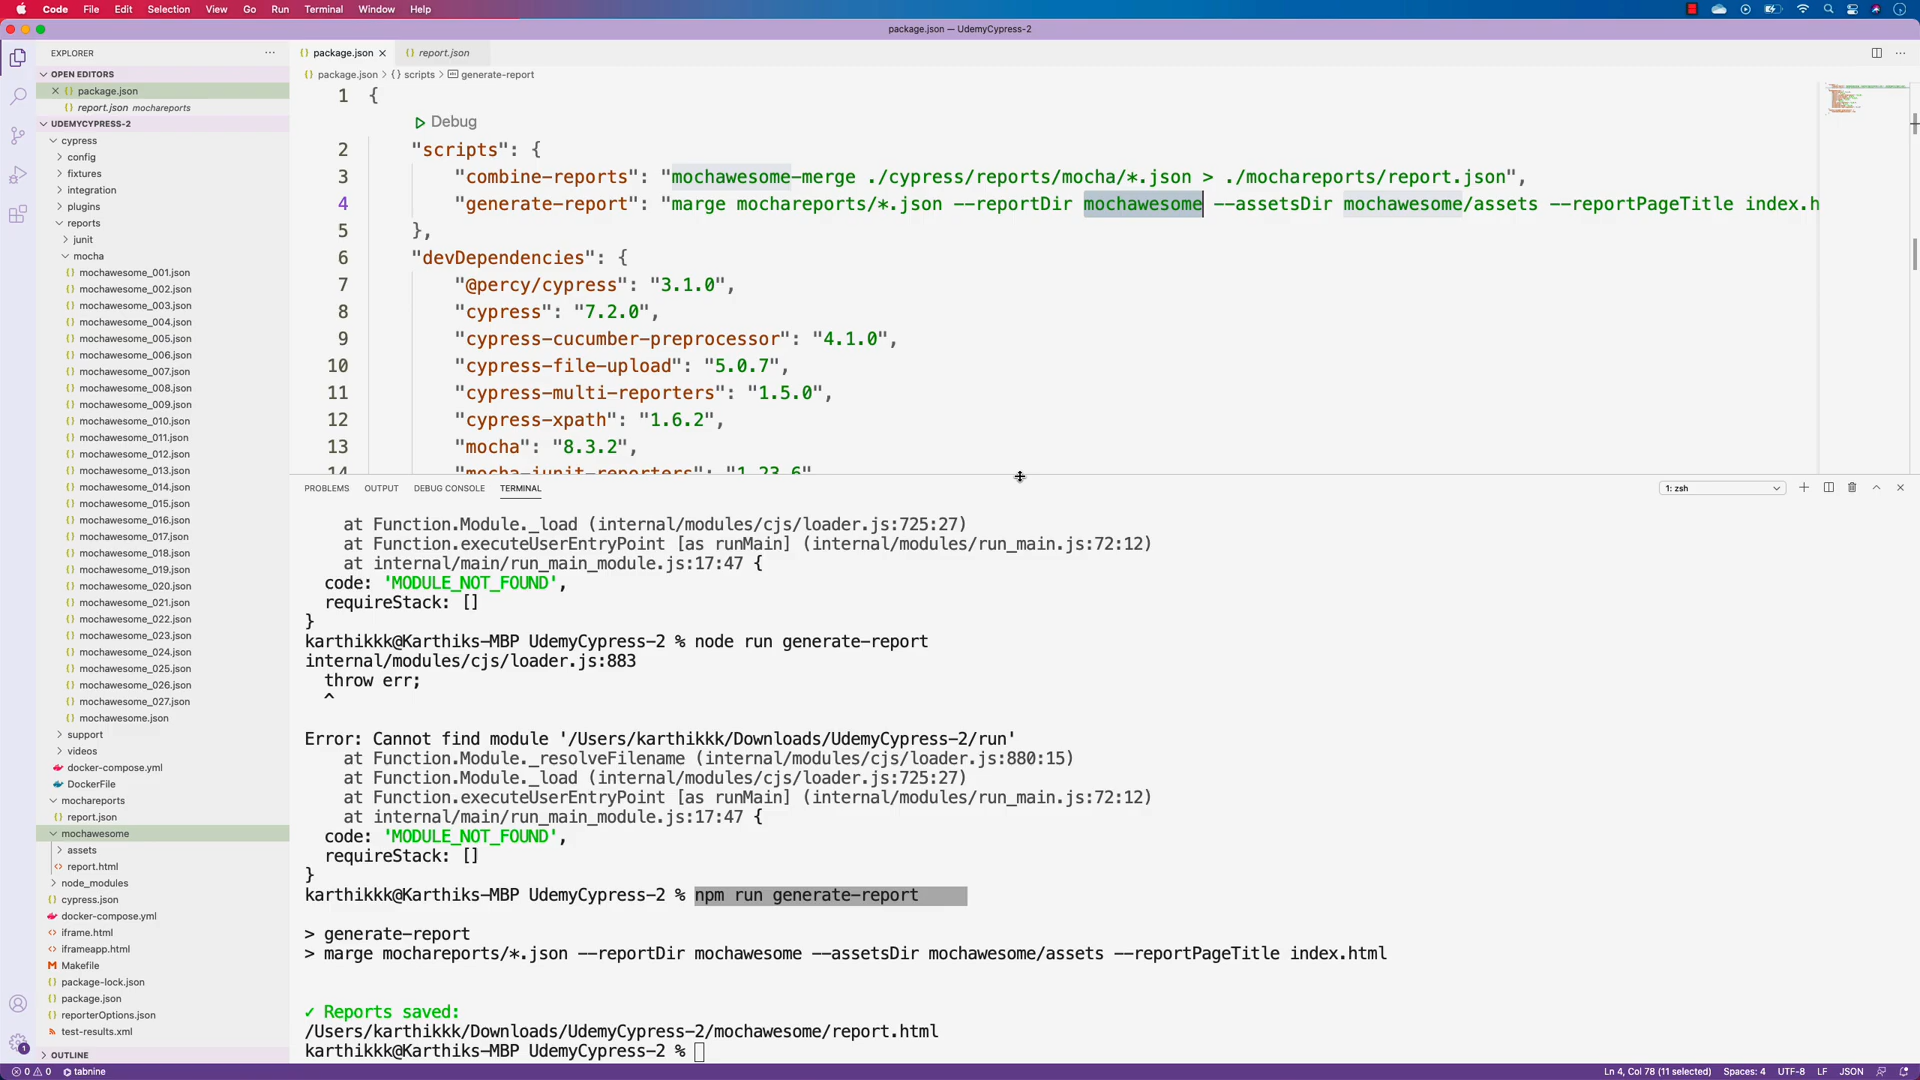 Code File Edit Selection View Go Run Terminal Window Help
package.json — UdemyCypress-2
EXPLORER
OPEN EDITORS
package.json
report.json mochareports
UDEMYCYPRESS-2
cypress
config
fixtures
integration
plugins
reports
junit
mocha
mochawesome_001.json
mochawesome_002.json
mochawesome_003.json
mochawesome_004.json
mochawesome_005.json
mochawesome_006.json
mochawesome_007.json
mochawesome_008.json
mochawesome_009.json
mochawesome_010.json
mochawesome_011.json
mochawesome_012.json
mochawesome_013.json
mochawesome_014.json
mochawesome_015.json
mochawesome_016.json
mochawesome_017.json
mochawesome_018.json
mochawesome_019.json
mochawesome_020.json
mochawesome_021.json
mochawesome_022.json
mochawesome_023.json
mochawesome_024.json
mochawesome_025.json
mochawesome_026.json
mochawesome_027.json
mochawesome.json
support
videos
docker-compose.yml
DockerFile
mochareports
report.json
mochawesome
assets
report.html
node_modules
cypress.json
docker-compose.yml
iframe.html
iframeapp.html
Makefile
package-lock.json
package.json
reporterOptions.json
test-results.xml
OUTLINE
package.json report.json
package.json > {} scripts > generate-report
1 {
Debug
2 "scripts": {
3 "combine-reports": "mochawesome-merge ./cypress/reports/mocha/*.json > ./mochareports/report.json",
4 "generate-report": "marge mochareports/*.json --reportDir mochawesome --assetsDir mochawesome/assets --reportPageTitle index.h
5 },
6 "devDependencies": {
7 "@percy/cypress": "3.1.0",
8 "cypress": "7.2.0",
9 "cypress-cucumber-preprocessor": "4.1.0",
10 "cypress-file-upload": "5.0.7",
11 "cypress-multi-reporters": "1.5.0",
12 "cypress-xpath": "1.6.2",
13 "mocha": "8.3.2",
14 "mocha-junit-reporters": "1.23.6"
PROBLEMS OUTPUT DEBUG CONSOLE TERMINAL 1: zsh
at Function.Module._load (internal/modules/cjs/loader.js:725:27)
at Function.executeUserEntryPoint [as runMain] (internal/modules/run_main.js:72:12)
at internal/main/run_main_module.js:17:47 {
code: 'MODULE_NOT_FOUND',
requireStack: []
}
karthikkk@Karthiks-MBP UdemyCypress-2 % node run generate-report
internal/modules/cjs/loader.js:883
throw err;
^
Error: Cannot find module '/Users/karthikkk/Downloads/UdemyCypress-2/run'
at Function.Module._resolveFilename (internal/modules/cjs/loader.js:880:15)
at Function.Module._load (internal/modules/cjs/loader.js:725:27)
at Function.executeUserEntryPoint [as runMain] (internal/modules/run_main.js:72:12)
at internal/main/run_main_module.js:17:47 {
code: 'MODULE_NOT_FOUND',
requireStack: []
}
karthikkk@Karthiks-MBP UdemyCypress-2 % npm run generate-report
> generate-report
> marge mochareports/*.json --reportDir mochawesome --assetsDir mochawesome/assets --reportPageTitle index.html
✓ Reports saved:
/Users/karthikkk/Downloads/UdemyCypress-2/mochawesome/report.html
karthikkk@Karthiks-MBP UdemyCypress-2 %
1
0 0 tabnine Ln 4, Col 78 (11 selected) Spaces: 4 UTF-8 LF JSON